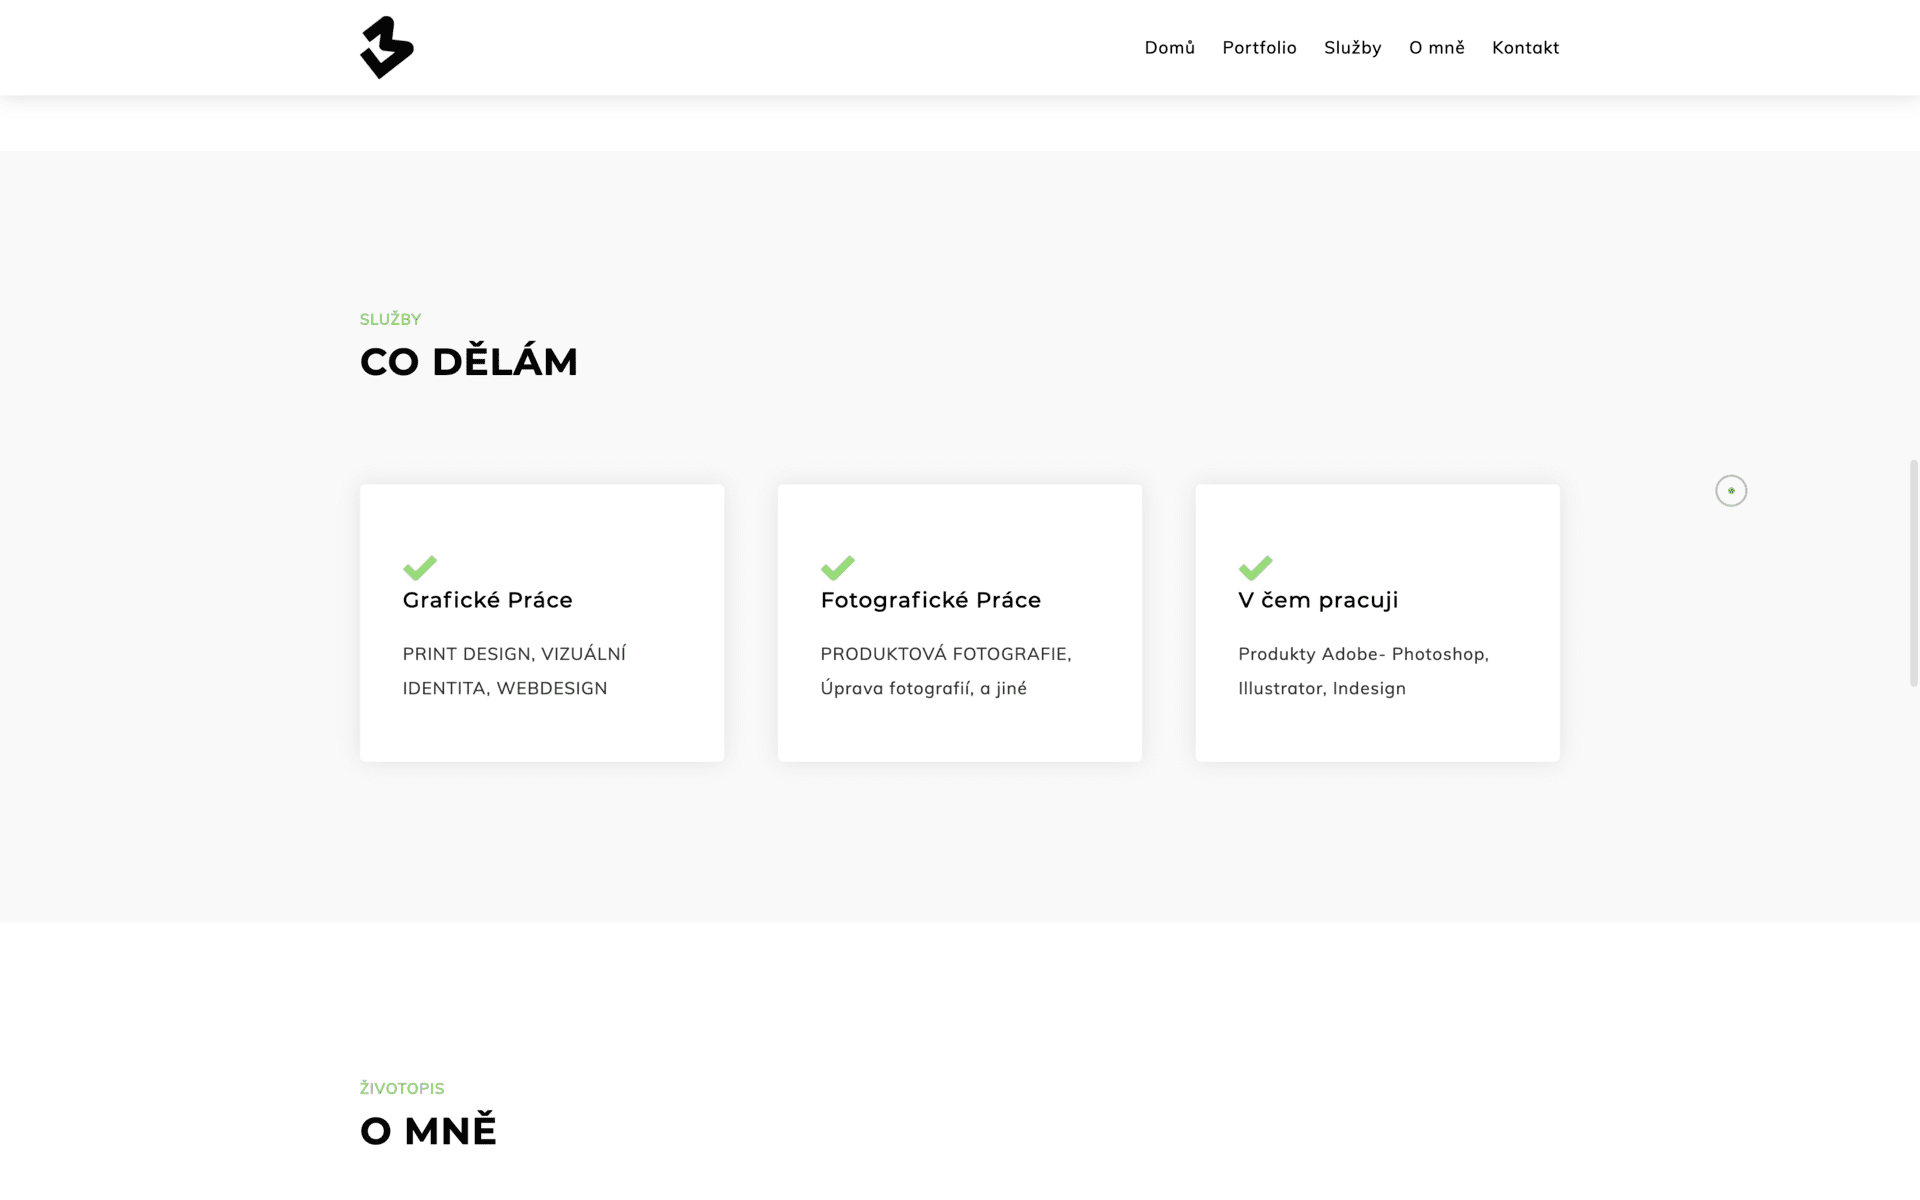 Domů Portfolio Služby O mně Kontakt
SLUŽBY
CO DĚLÁM
Grafické Práce
PRINT DESIGN, VIZUÁLNÍ
IDENTITA, WEBDESIGN
Fotografické Práce
PRODUKTOVÁ FOTOGRAFIE,
Úprava fotografií, a jiné
V čem pracuji
Produkty Adobe- Photoshop,
Illustrator, Indesign
ŽIVOTOPIS
O MNĚ